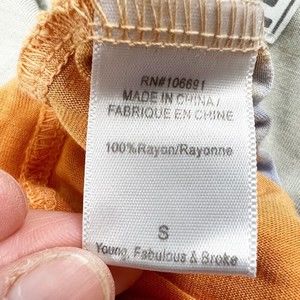 RN#106691
MADE IN CHINA/
FABRIQUE EN CHINE
100%Rayon/Rayonne
S
Young, Fabulous & Broke